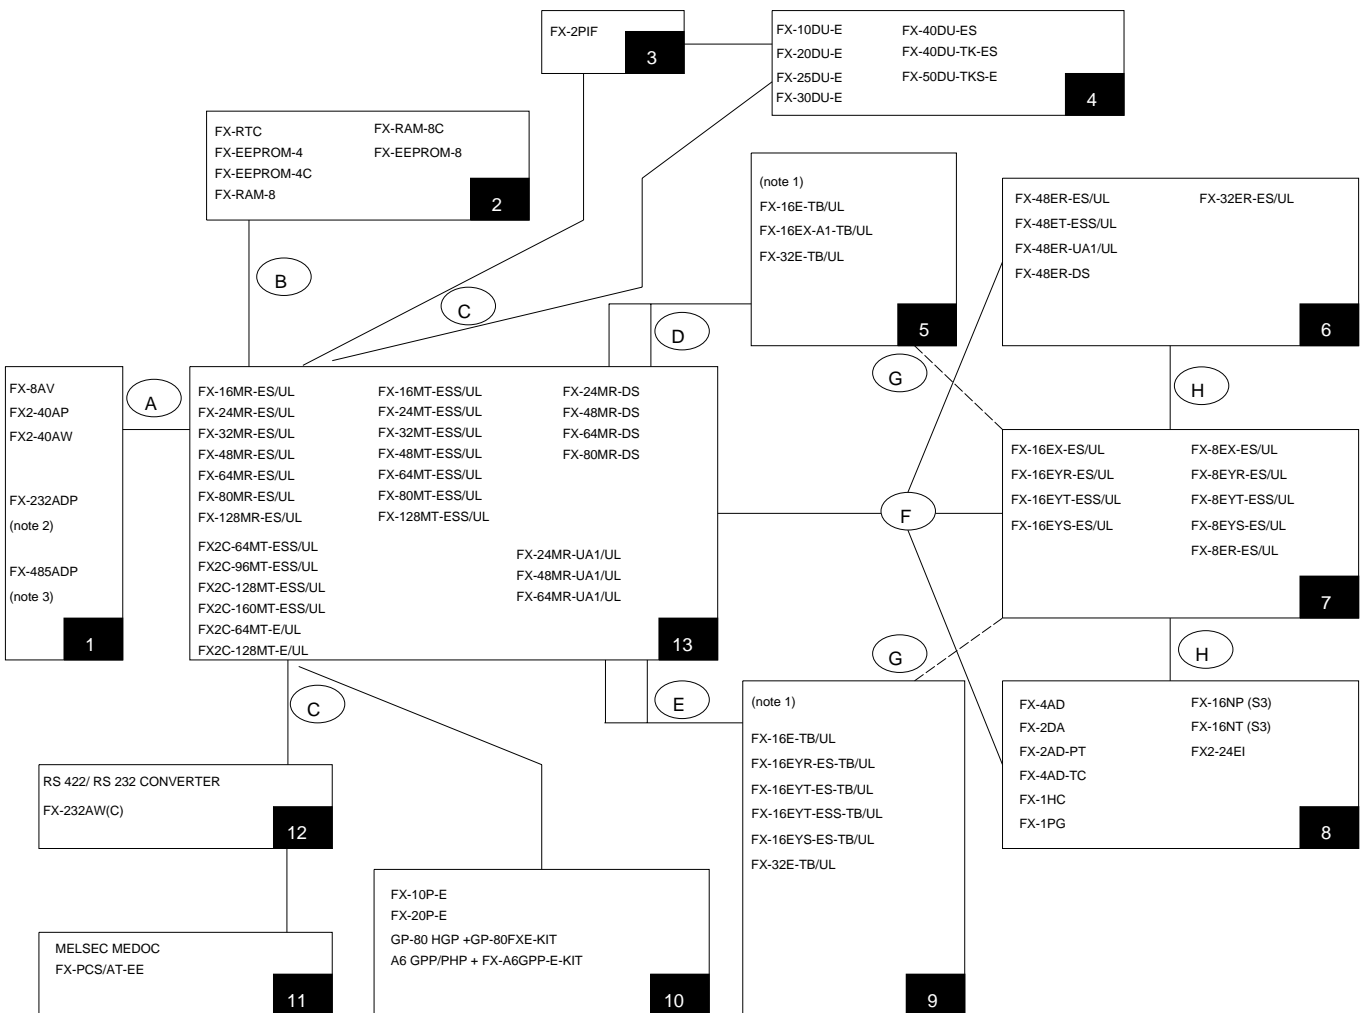 FX-2PIF
3
FX-10DU-E
FX-20DU-E
FX-25DU-E
FX-30DU-E
FX-40DU-ES
FX-40DU-TK-ES
FX-50DU-TKS-E
4
FX-RTC
FX-EEPROM-4
FX-EEPROM-4C
FX-RAM-8
FX-RAM-8C
FX-EEPROM-8
2
(note 1)
FX-16E-TB/UL
FX-16EX-A1-TB/UL
FX-32E-TB/UL
5
FX-48ER-ES/UL
FX-48ET-ESS/UL
FX-48ER-UA1/UL
FX-48ER-DS
FX-32ER-ES/UL
6
B
C
D
G
H
A
FX-8AV
FX2-40AP
FX2-40AW
FX-232ADP
(note 2)
FX-485ADP
(note 3)
1
FX-16MR-ES/UL
FX-24MR-ES/UL
FX-32MR-ES/UL
FX-48MR-ES/UL
FX-64MR-ES/UL
FX-80MR-ES/UL
FX-128MR-ES/UL
FX2C-64MT-ESS/UL
FX2C-96MT-ESS/UL
FX2C-128MT-ESS/UL
FX2C-160MT-ESS/UL
FX2C-64MT-E/UL
FX2C-128MT-E/UL
FX-16MT-ESS/UL
FX-24MT-ESS/UL
FX-32MT-ESS/UL
FX-48MT-ESS/UL
FX-64MT-ESS/UL
FX-80MT-ESS/UL
FX-128MT-ESS/UL
FX-24MR-DS
FX-48MR-DS
FX-64MR-DS
FX-80MR-DS
FX-24MR-UA1/UL
FX-48MR-UA1/UL
FX-64MR-UA1/UL
13
F
FX-16EX-ES/UL
FX-16EYR-ES/UL
FX-16EYT-ESS/UL
FX-16EYS-ES/UL
FX-8EX-ES/UL
FX-8EYR-ES/UL
FX-8EYT-ESS/UL
FX-8EYS-ES/UL
FX-8ER-ES/UL
7
C
E
G
H
RS 422/ RS 232 CONVERTER
FX-232AW(C)
12
MELSEC MEDOC
FX-PCS/AT-EE
11
FX-10P-E
FX-20P-E
GP-80 HGP +GP-80FXE-KIT
A6 GPP/PHP + FX-A6GPP-E-KIT
10
(note 1)
FX-16E-TB/UL
FX-16EYR-ES-TB/UL
FX-16EYT-ES-TB/UL
FX-16EYT-ESS-TB/UL
FX-16EYS-ES-TB/UL
FX-32E-TB/UL
9
FX-4AD
FX-2DA
FX-2AD-PT
FX-4AD-TC
FX-1HC
FX-1PG
FX-16NP (S3)
FX-16NT (S3)
FX2-24EI
8